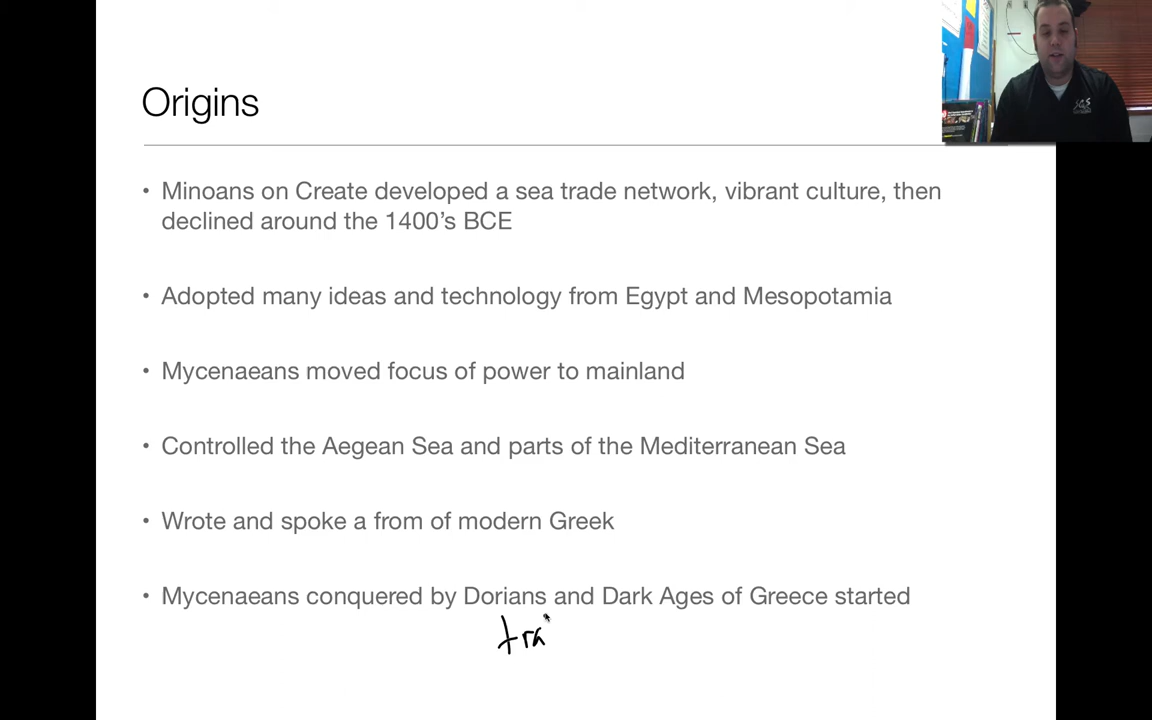 Origins
• Minoans on Create developed a sea trade network, vibrant culture, then
declined around the 1400's BCE
• Adopted many ideas and technology from Egypt and Mesopotamia
• Mycenaeans moved focus of power to mainland
• Controlled the Aegean Sea and parts of the Mediterranean Sea
• Wrote and spoke a from of modern Greek
• Mycenaeans conquered by Dorians and Dark Ages of Greece started
tra